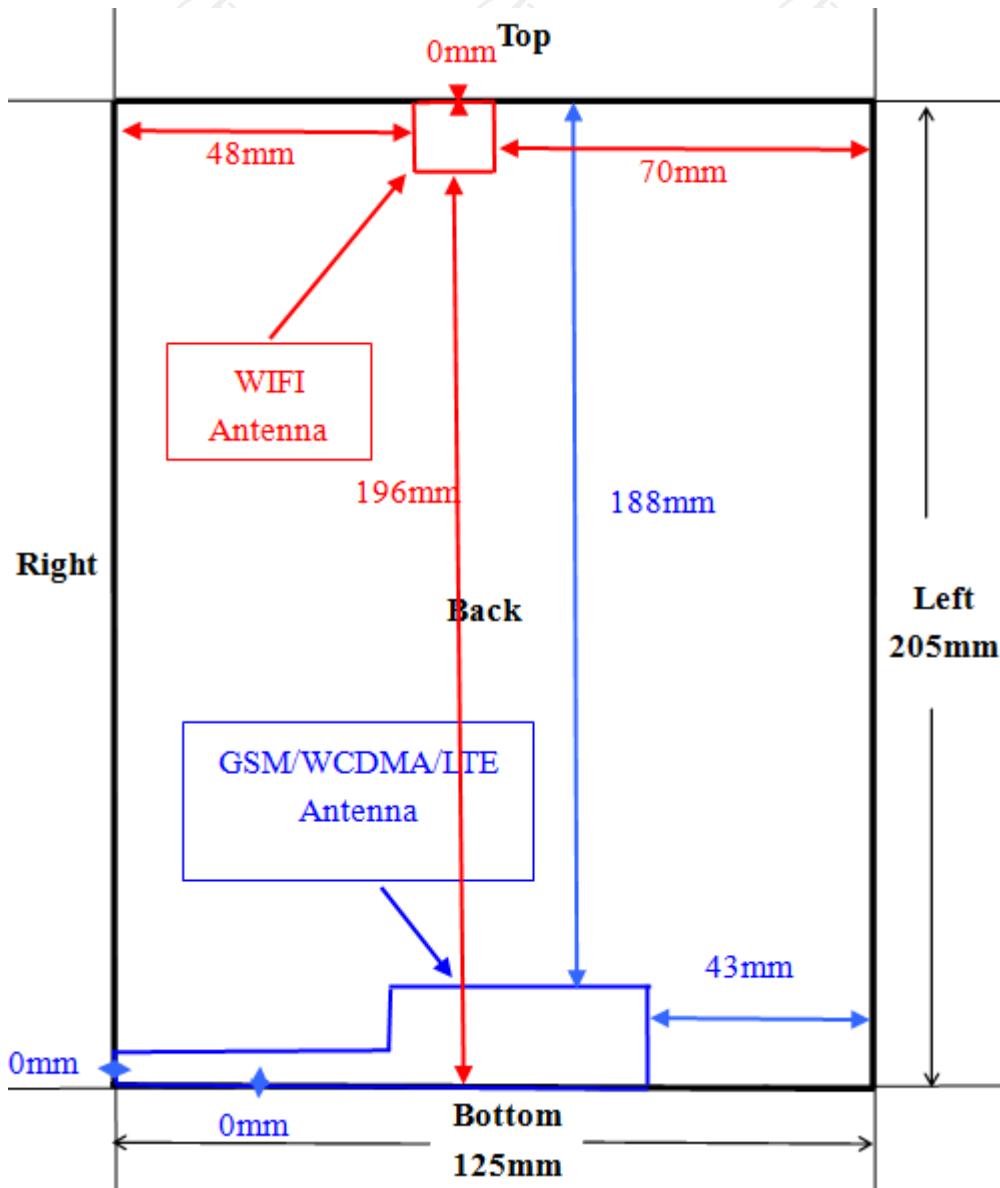 Top
0mm
48mm
70mm
WIFI
Antenna
196mm
188mm
Right
Back
Left
205mm
GSM/WCDMA/LTE
Antenna
43mm
0mm
0mm
Bottom
125mm